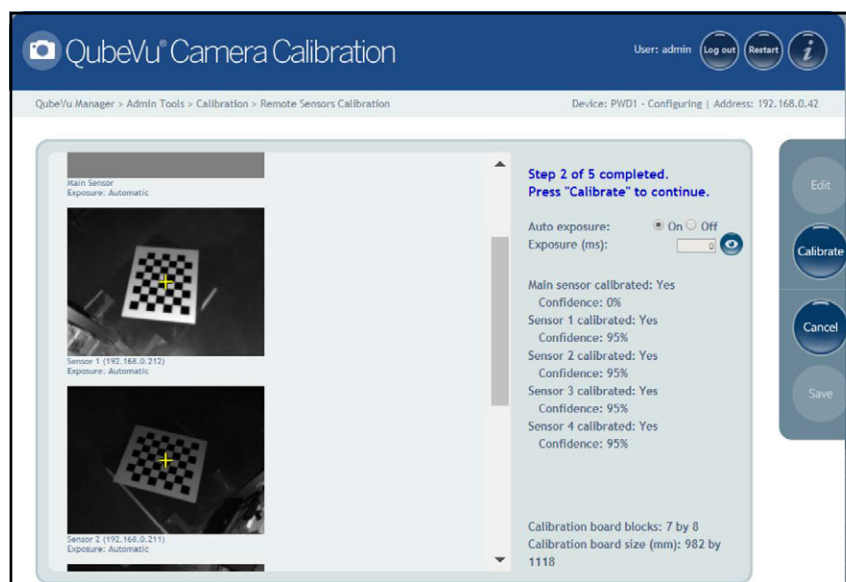 QubeVu® Camera Calibration
User: admin
Log out
Restart
i
QubeVu Manager > Admin Tools > Calibration > Remote Sensors Calibration
Device: PWD1 - Configuring | Address: 192.168.0.42
Main Sensor
Exposure: Automatic
Sensor 1 (192.168.0.212)
Exposure: Automatic
Sensor 2 (192.168.0.211)
Exposure: Automatic
Step 2 of 5 completed.
Press "Calibrate" to continue.
Auto exposure: On Off
Exposure (ms): 0
Main sensor calibrated: Yes
Confidence: 0%
Sensor 1 calibrated: Yes
Confidence: 95%
Sensor 2 calibrated: Yes
Confidence: 95%
Sensor 3 calibrated: Yes
Confidence: 95%
Sensor 4 calibrated: Yes
Confidence: 95%
Calibration board blocks: 7 by 8
Calibration board size (mm): 982 by
1118
Edit
Calibrate
Cancel
Save